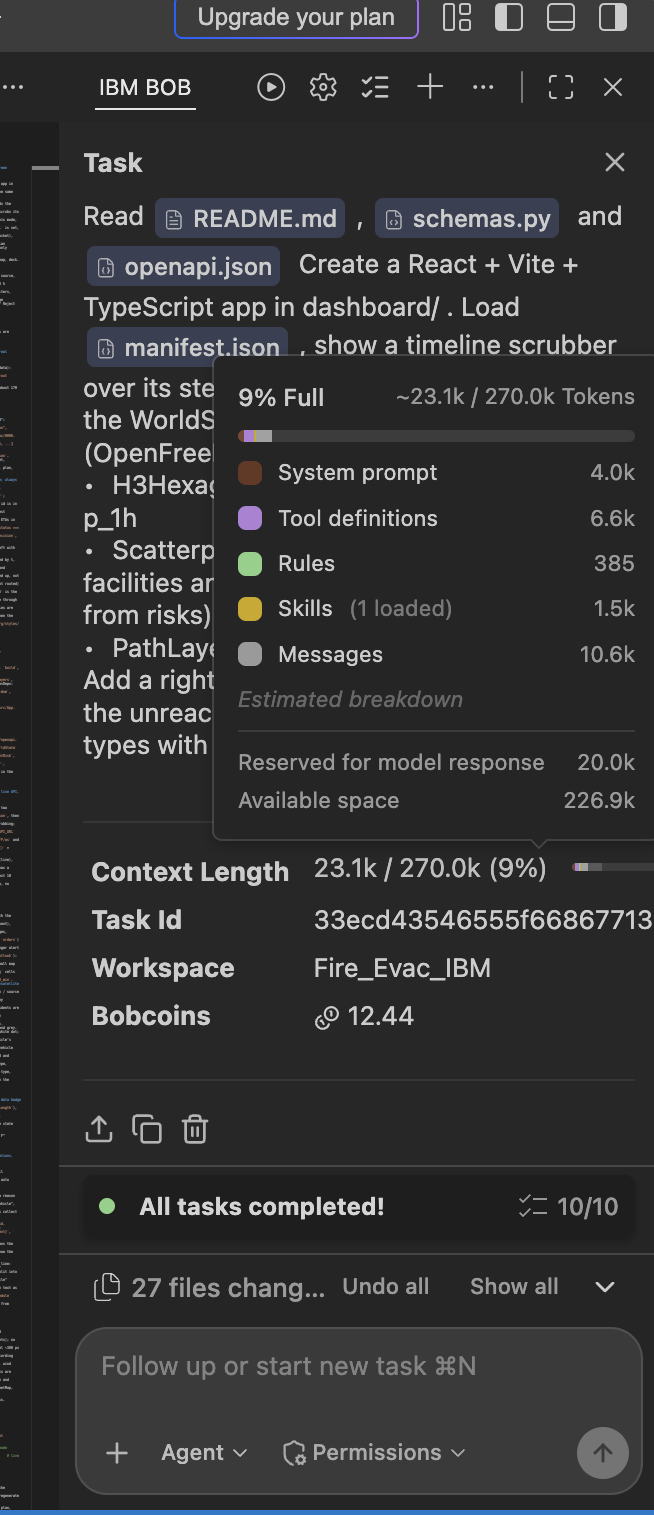 Upgrade your plan
IBM BOB
Task
Read README.md , schemas.py and
openapi.json Create a React + Vite +
TypeScript app in dashboard/ . Load
manifest.json , show a timeline scrubber
over its ste
the WorldS
(OpenFree
• H3Hexag
p_1h
• Scatterp
facilities ar
from risks)
• PathLaye
Add a right
the unreac
types with
9% Full ~23.1k / 270.0k Tokens
System prompt 4.0k
Tool definitions 6.6k
Rules 385
Skills (1 loaded) 1.5k
Messages 10.6k
Estimated breakdown
Reserved for model response 20.0k
Available space 226.9k
Context Length 23.1k / 270.0k (9%)
Task Id 33ecd43546555f66867713
Workspace Fire_Evac_IBM
Bobcoins 12.44
All tasks completed! 10/10
27 files chang... Undo all Show all
Follow up or start new task ⌘N
Agent Permissions